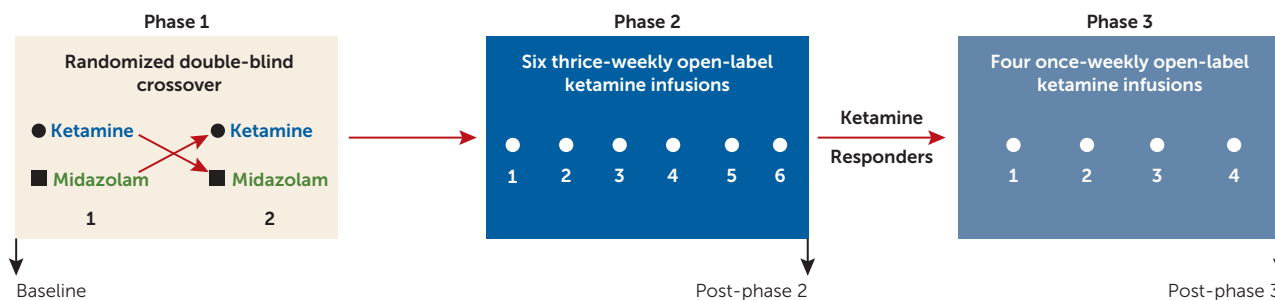 Phase 1
Randomized double-blind
crossover
Ketamine Ketamine
Midazolam Midazolam
1 2
Baseline
Phase 2
Six thrice-weekly open-label
ketamine infusions
1 2 3 4 5 6
Post-phase 2
Ketamine
Responders
Phase 3
Four once-weekly open-label
ketamine infusions
1 2 3 4
Post-phase 3